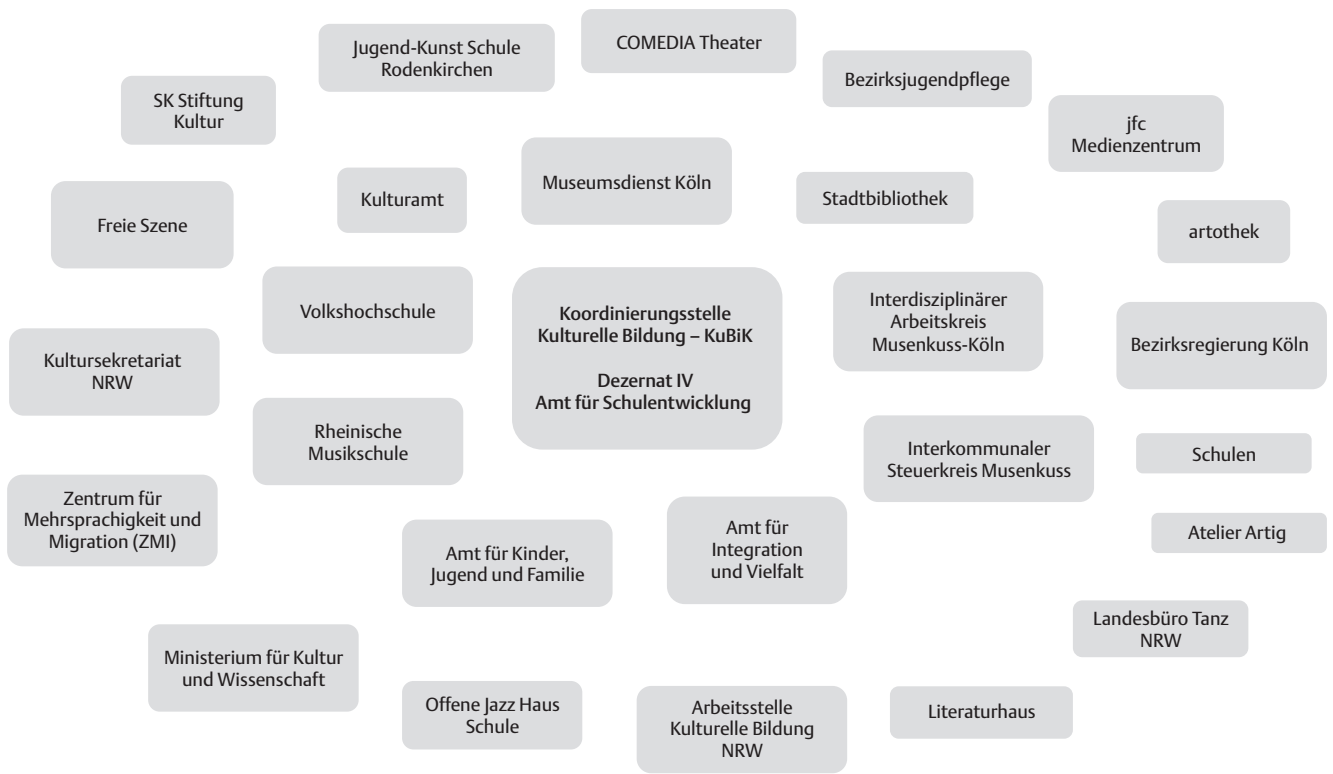 Jugend-Kunst Schule
Rodenkirchen
COMEDIA Theater
Bezirksjugendpflege
SK Stiftung
Kultur
jfc
Medienzentrum
Freie Szene
Kulturamt
Museumsdienst Köln
Stadtbibliothek
artothek
Volkshochschule
Koordinierungsstelle
Kulturelle Bildung – KuBiK
Dezernat IV
Amt für Schulentwicklung
Interdisziplinärer
Arbeitskreis
Musenkuss-Köln
Bezirksregierung Köln
Kultursekretariat
NRW
Rheinische
Musikschule
Interkommunaler
Steuerkreis Musenkuss
Schulen
Zentrum für
Mehrsprachigkeit und
Migration (ZMI)
Amt für Kinder,
Jugend und Familie
Amt für
Integration
und Vielfalt
Atelier Artig
Landesbüro Tanz
NRW
Ministerium für Kultur
und Wissenschaft
Offene Jazz Haus
Schule
Arbeitsstelle
Kulturelle Bildung
NRW
Literaturhaus